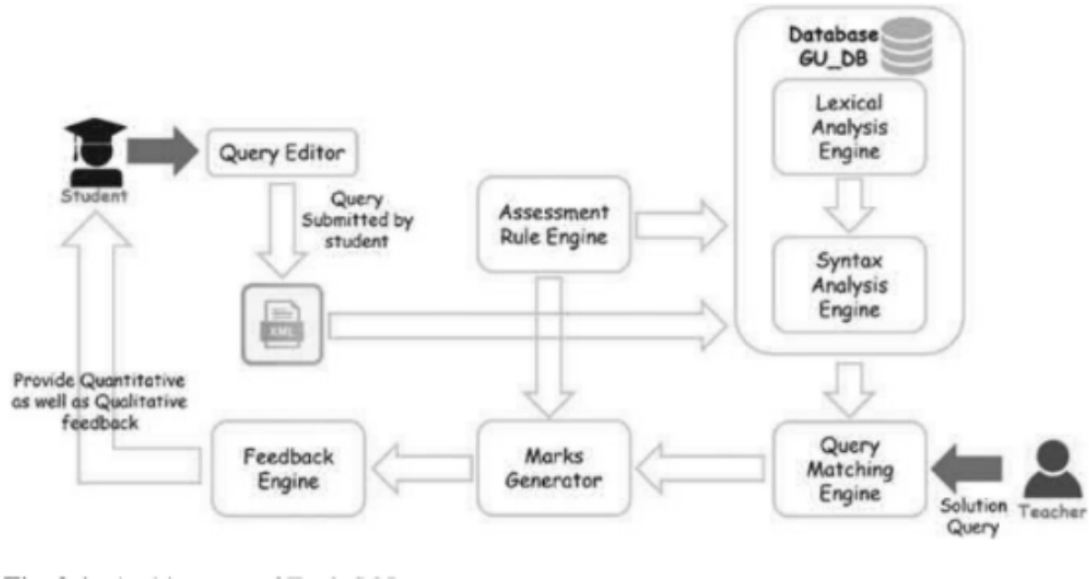 Database
GU_DB
Lexical
Analysis
Engine
Student
Query Editor
Query
Submitted by
student
Assessment
Rule Engine
Syntax
Analysis
Engine
XML
Provide Quantitative
as well as Qualitative
feedback
Feedback
Engine
Marks
Generator
Query
Matching
Engine
Solution
Query
Teacher